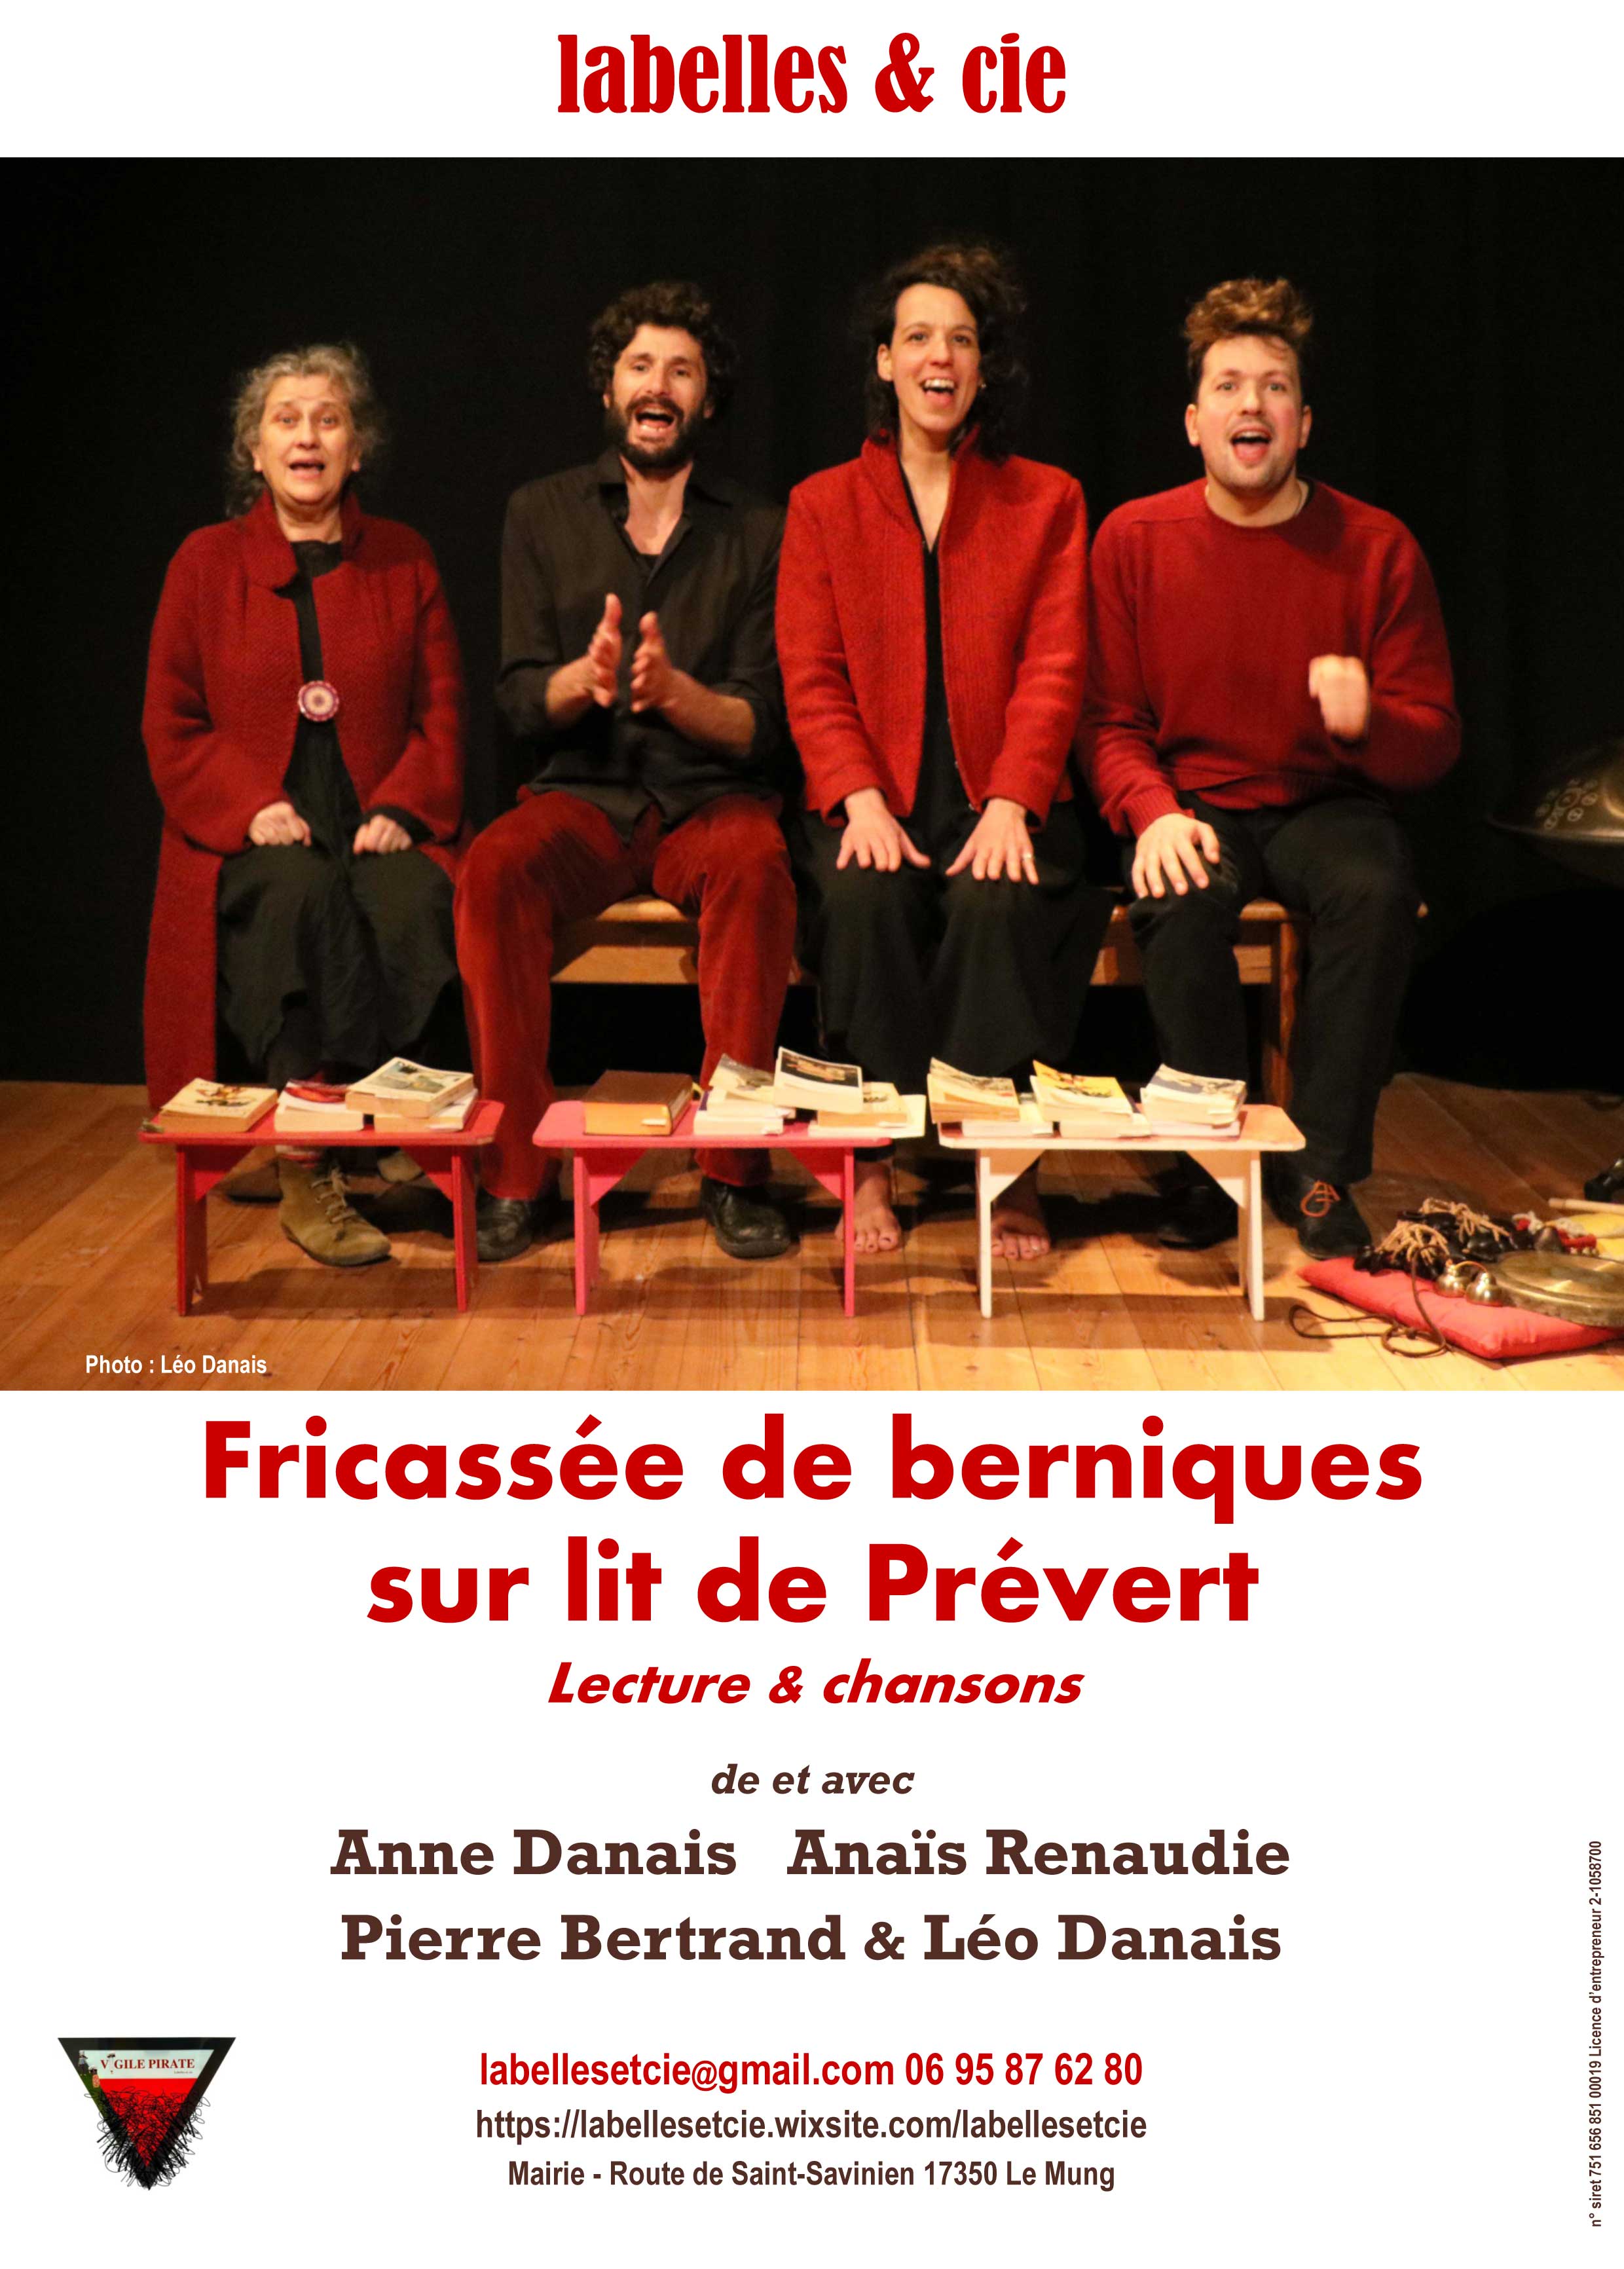 labelles & cie
Photo : Léo Danais
Fricassée de berniques
sur lit de Prévert
Lecture & chansons
de et avec
Anne Danais Anaïs Renaudie
Pierre Bertrand & Léo Danais
V GILE PIRATE
labellesetcie@gmail.com 06 95 87 62 80
https://labellesetcie.wixsite.com/labellesetcie
Mairie - Route de Saint-Savinien 17350 Le Mung
n° siret 751 656 851 00019 Licence d'entrepreneur 2-1058700